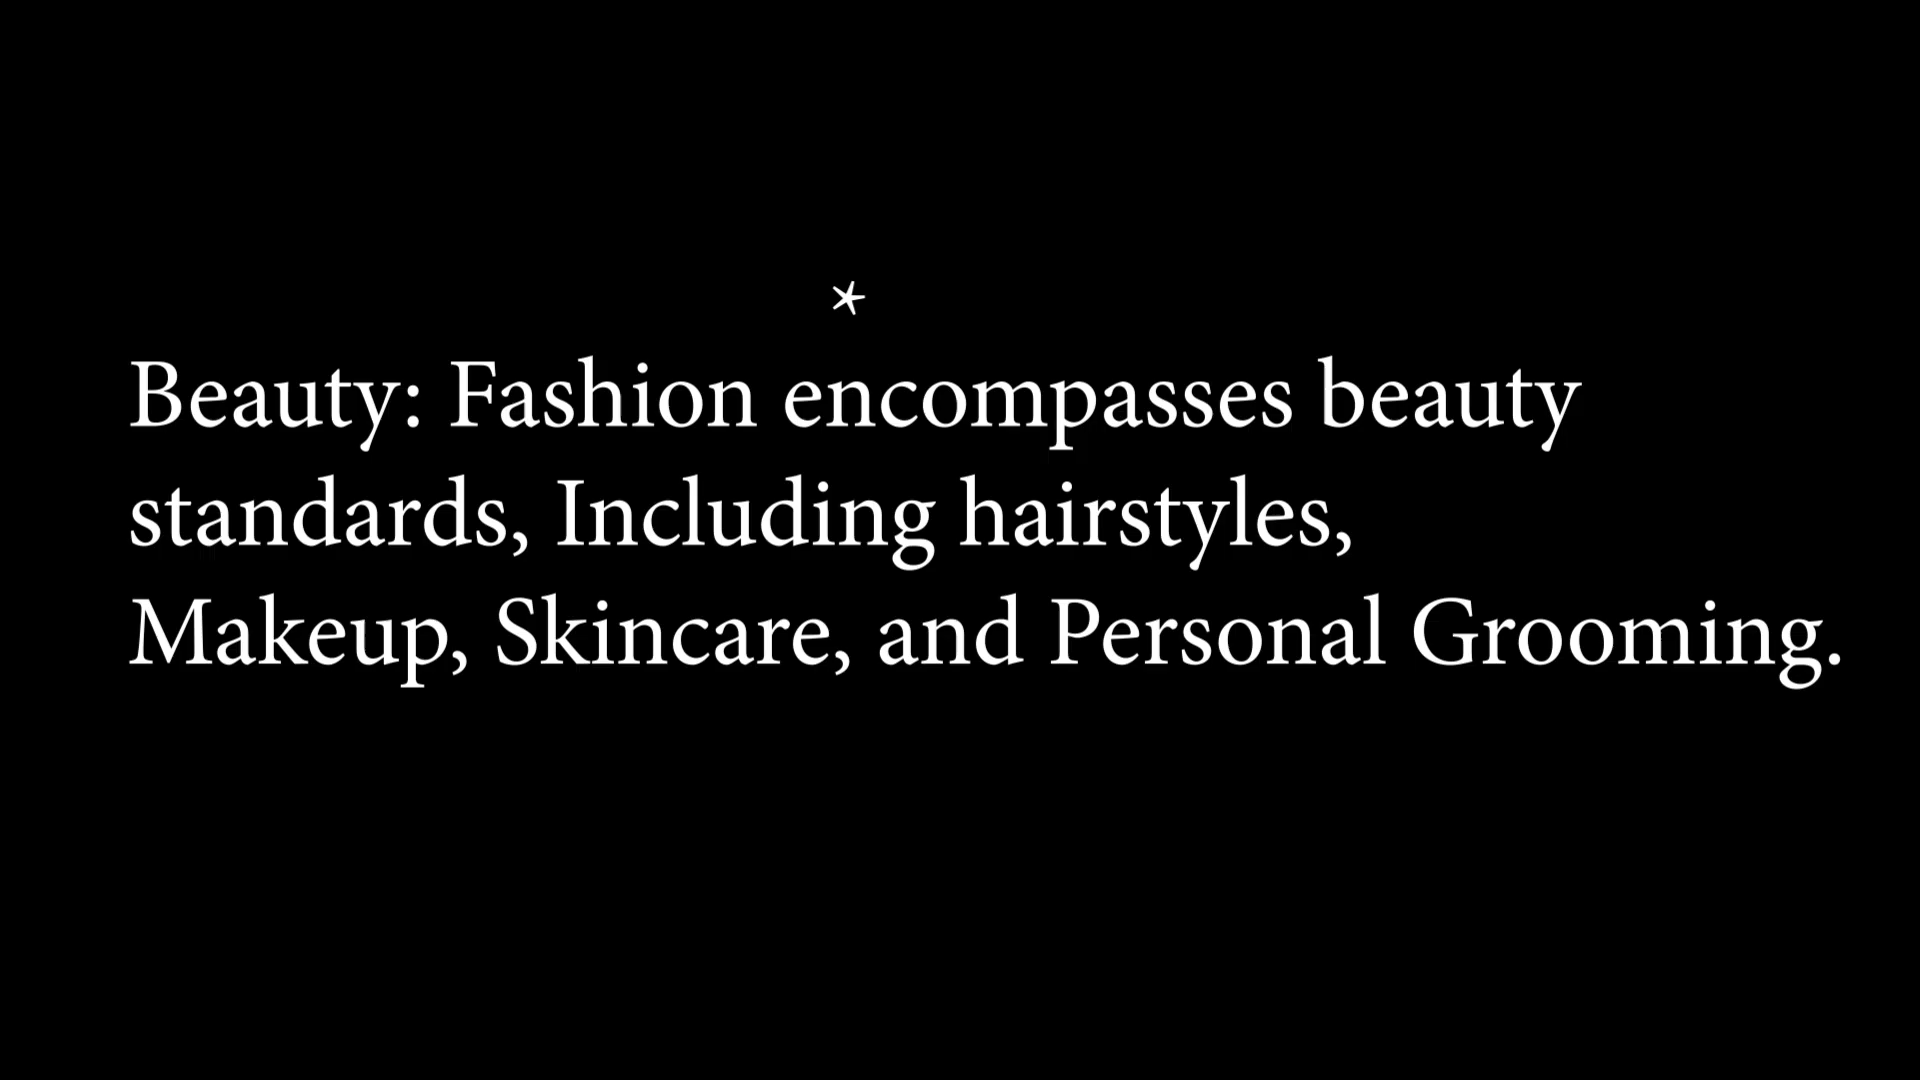 *
Beauty: Fashion encompasses beauty
standards, Including hairstyles,
Makeup, Skincare, and Personal Grooming.